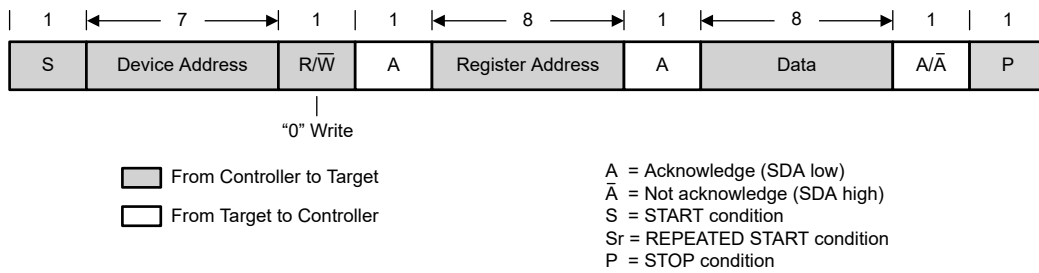 1 7 1 1 8 1 8 1 1
S Device Address R/W̅ A Register Address A Data A/A̅ P
“0” Write
From Controller to Target
From Target to Controller
A = Acknowledge (SDA low)
A̅ = Not acknowledge (SDA high)
S = START condition
Sr = REPEATED START condition
P = STOP condition